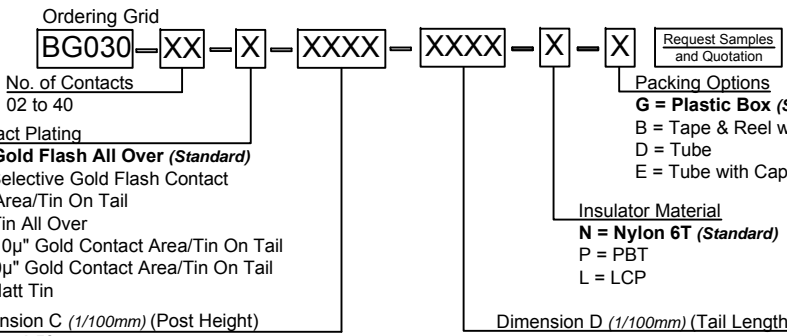 Ordering Grid
BG030 – XX – X – XXXX – XXXX – X – X
Request Samples
and Quotation
No. of Contacts
02 to 40
Plating
Gold Flash All Over (Standard)
Selective Gold Flash Contact
Area/Tin On Tail
Tin All Over
0µ" Gold Contact Area/Tin On Tail
0µ" Gold Contact Area/Tin On Tail
Tin
Dimension C (1/100mm) (Post Height)
Packing Options
G = Plastic Box
B = Tape & Reel
D = Tube
E = Tube with Cap
Insulator Material
N = Nylon 6T (Standard)
P = PBT
L = LCP
Dimension D (1/100mm) (Tail Length